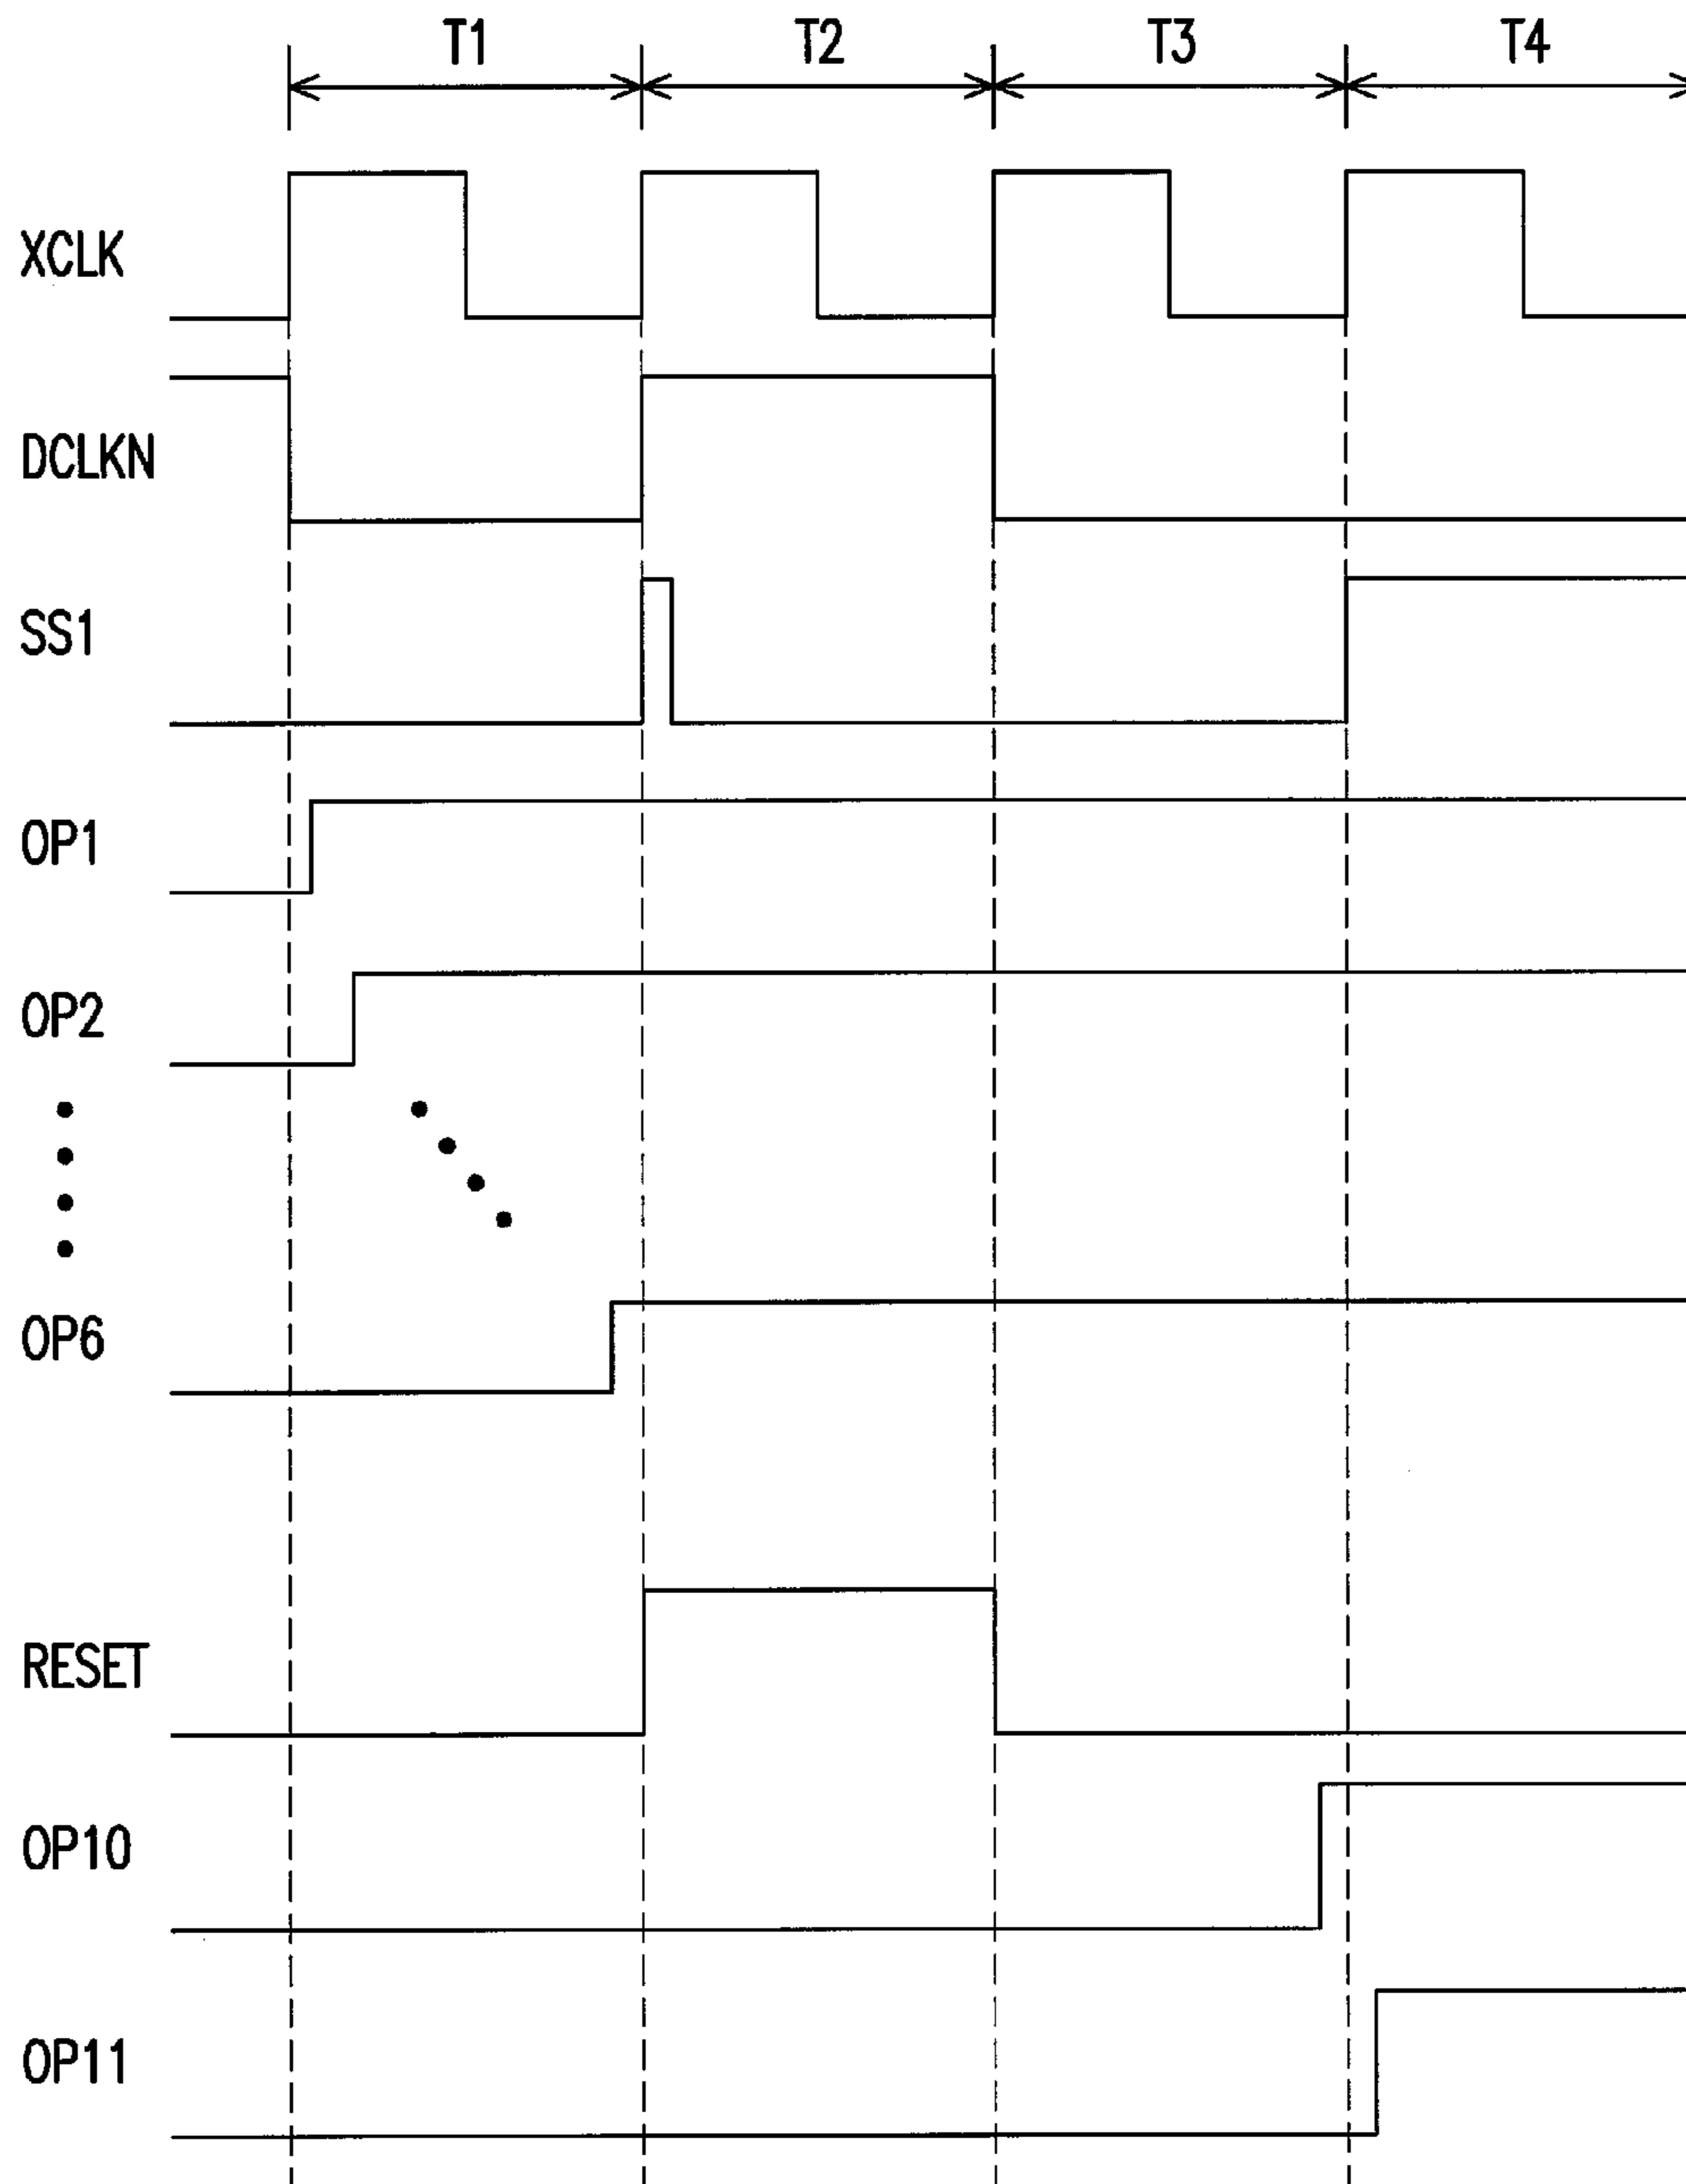 T1 T2 T3 T4
XCLK
DCLKN
SS1
OP1
OP2
OP6
RESET
OP10
OP11